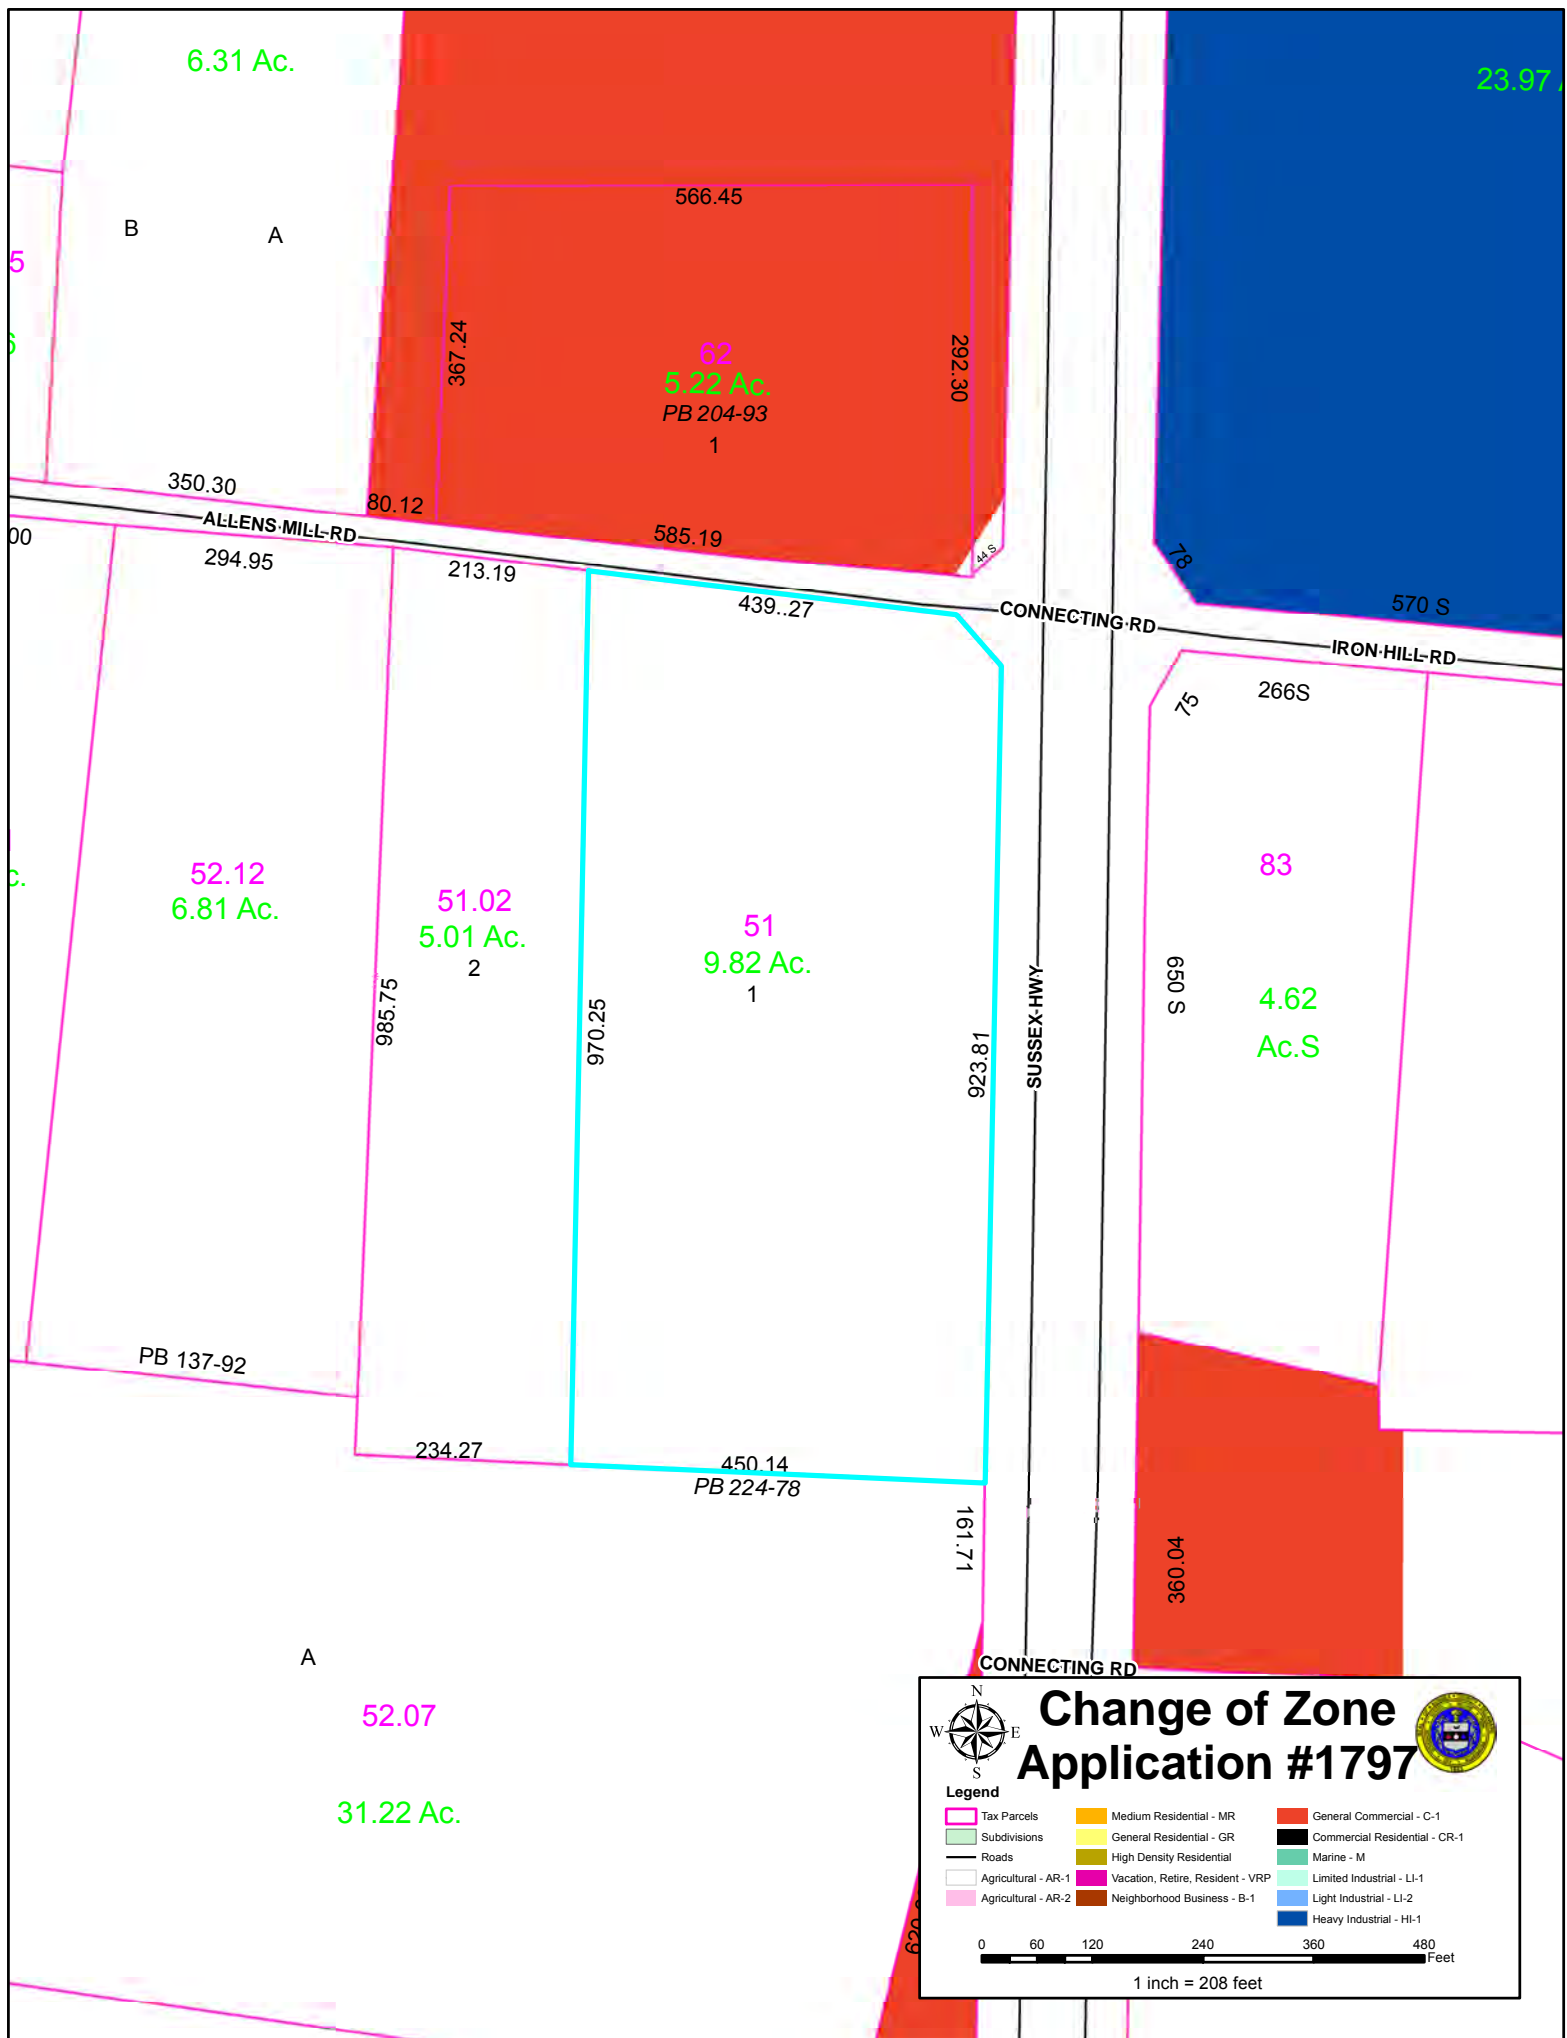 6.31 Ac.
23.97
566.45
B
A
5
367.24
62
5.22 Ac.
PB 204-93
1
292.30
350.30
80.12
ALLENS MILL RD
585.19
44 S
78
00
294.95
213.19
439..27
CONNECTING RD
570 S
IRON HILL RD
266S
75
52.12
6.81 Ac.
51.02
5.01 Ac.
2
51
9.82 Ac.
1
83
4.62
Ac.S
c.
985.75
970.25
923.81
SUSSEX HWY
650 S
PB 137-92
234.27
450.14
PB 224-78
161.71
360.04
A
52.07
31.22 Ac.
CONNECTING RD
N
W
E
S
Change of Zone
Application #1797
Legend
Tax Parcels
Subdivisions
Roads
Agricultural - AR-1
Agricultural - AR-2
Medium Residential - MR
General Residential - GR
High Density Residential
Vacation, Retire, Resident - VRP
Neighborhood Business - B-1
General Commercial - C-1
Commercial Residential - CR-1
Marine - M
Limited Industrial - LI-1
Light Industrial - LI-2
Heavy Industrial - HI-1
0 60 120 240 360 480
Feet
1 inch = 208 feet